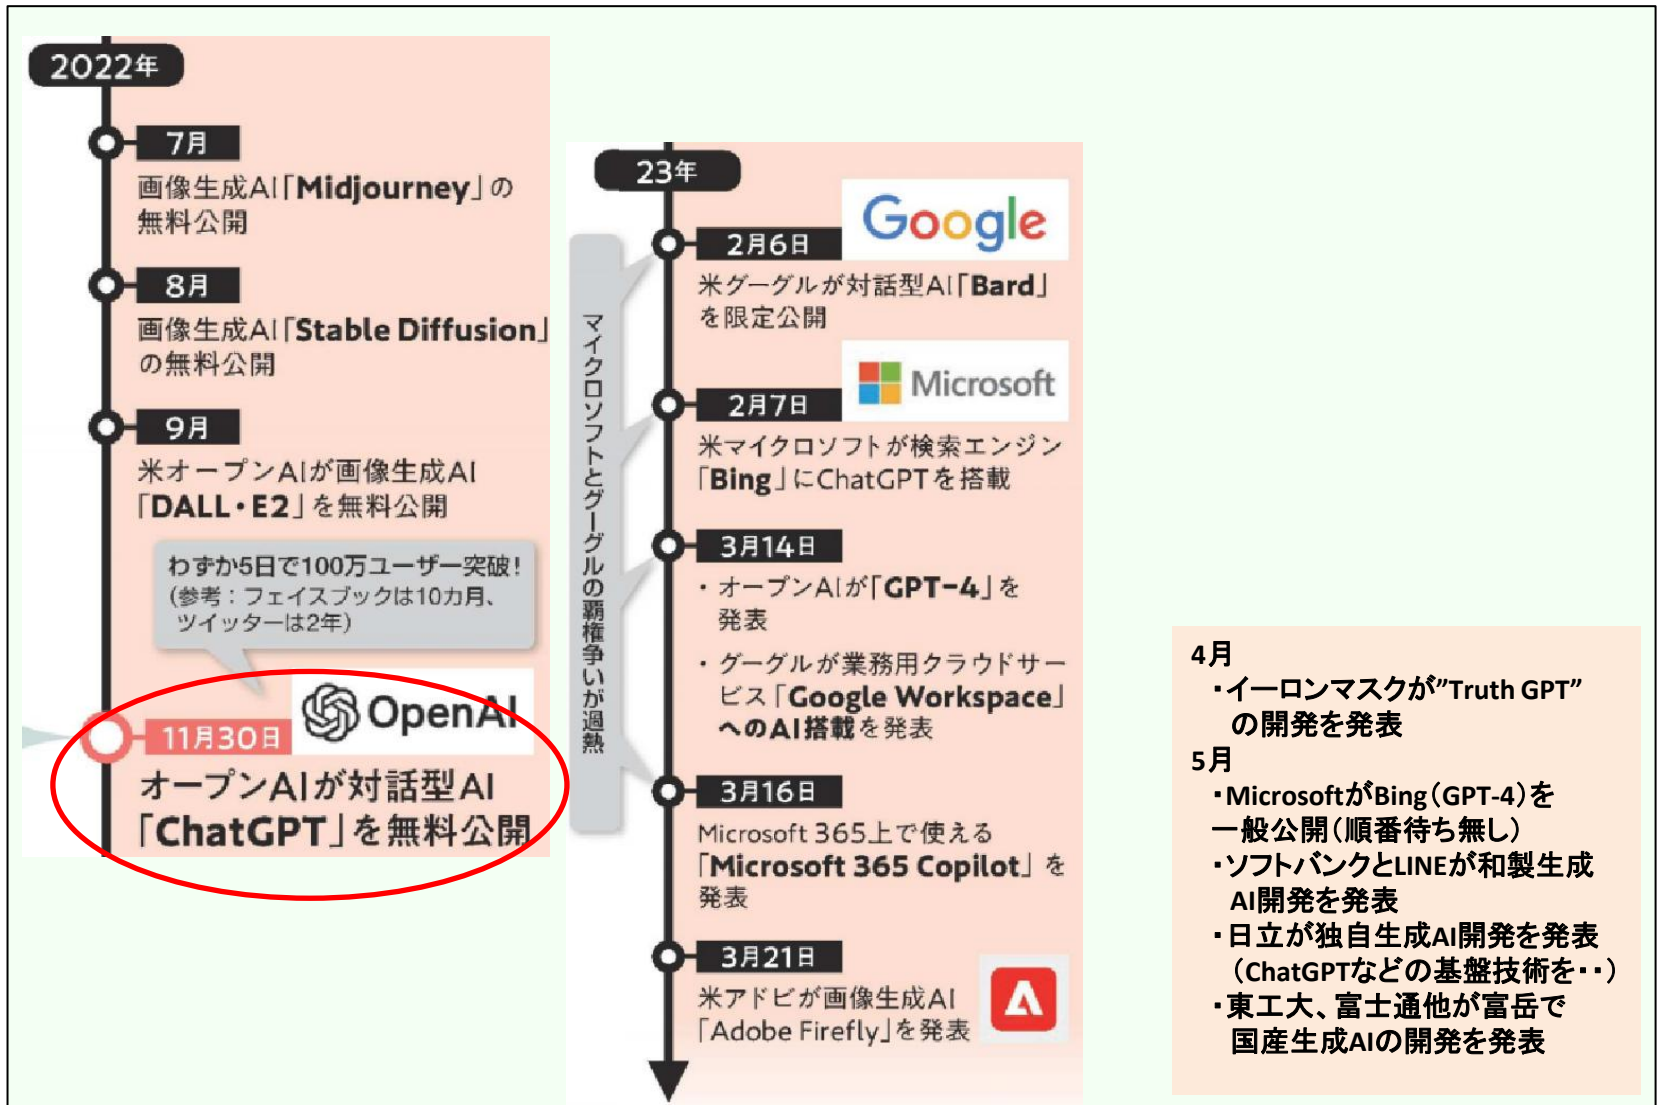 2022年
7月
画像生成AI「Midjourney」の
無料公開
8月
画像生成AI「Stable Diffusion」
の無料公開
9月
米オープンAIが画像生成AI
「DALL・E2」を無料公開
わずか5日で100万ユーザー突破!
(参考：フェイスブックは10カ月、
ツイッターは2年)
OpenAI
11月30日
オープンAIが対話型AI
「ChatGPT」を無料公開
23年
マイクロソフトとグーグルの覇権争いが過熱
Google
2月6日
米グーグルが対話型AI「Bard」
を限定公開
Microsoft
2月7日
米マイクロソフトが検索エンジン
「Bing」にChatGPTを搭載
3月14日
・オープンAIが「GPT-4」を
発表
・グーグルが業務用クラウドサー
ビス「Google Workspace」
へのAI搭載を発表
3月16日
Microsoft 365上で使える
「Microsoft 365 Copilot」を
発表
3月21日
米アドビが画像生成AI
「Adobe Firefly」を発表
4月
・イーロンマスクが”Truth GPT”
の開発を発表
5月
・MicrosoftがBing（GPT-4）を
一般公開（順番待ち無し）
・ソフトバンクとLINEが和製生成
AI開発を発表
・日立が独自生成AI開発を発表
（ChatGPTなどの基盤技術を・・）
・東工大、富士通他が富岳で
国産生成AIの開発を発表